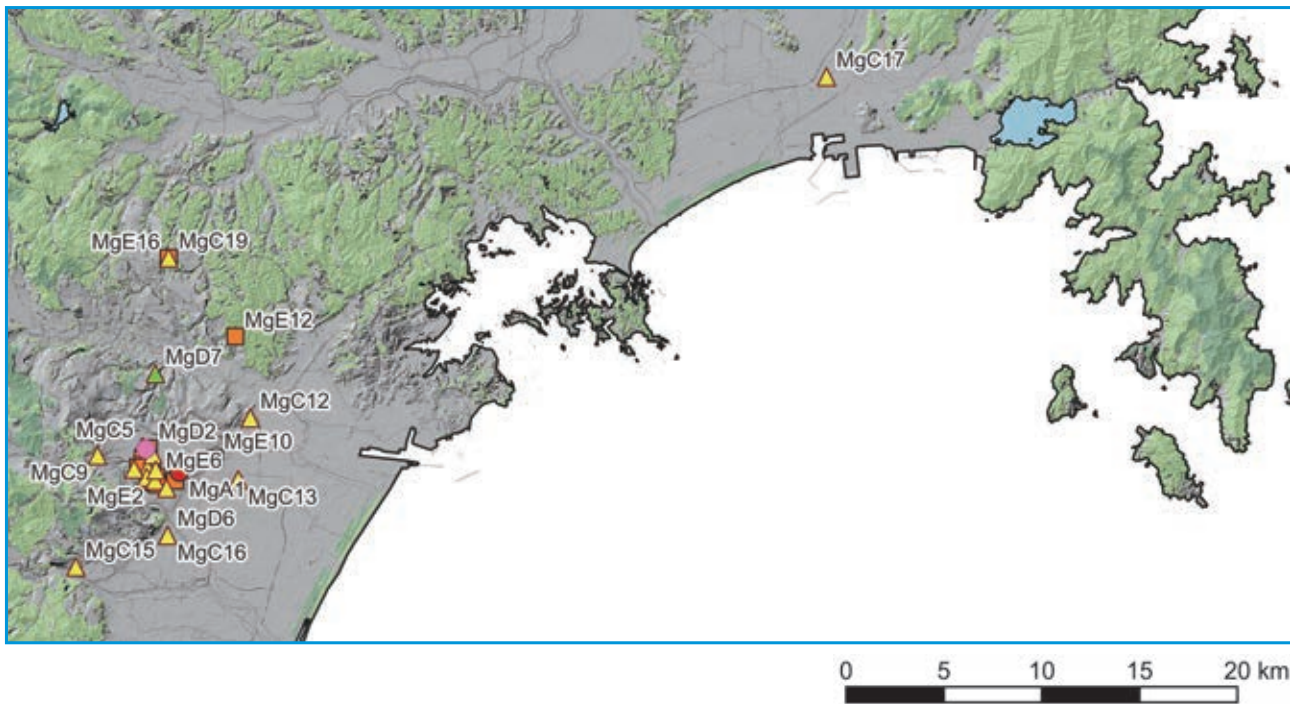 MgC17
MgE16 MgC19
MgE12
MgD7
MgC12
MgC5 MgD2
MgE10
MgC9 MgE6
MgE2 MgA1 MgC13
MgD6
MgC15 MgC16
0 5 10 15 20 km